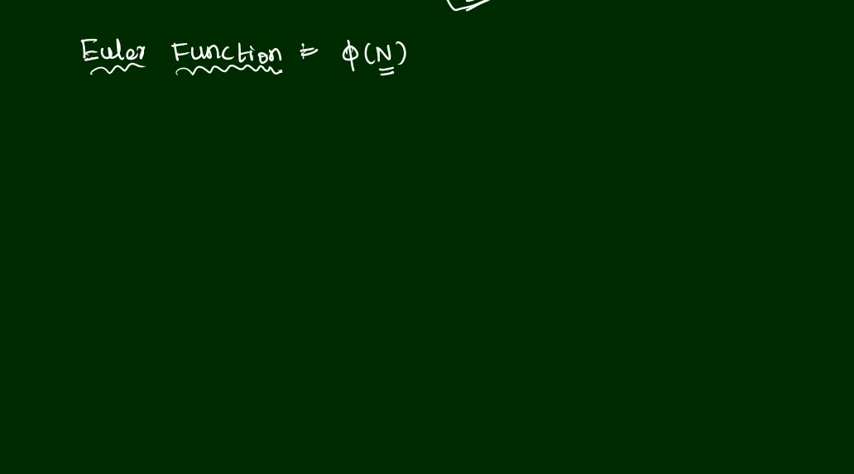 Euler Function := ϕ(N)